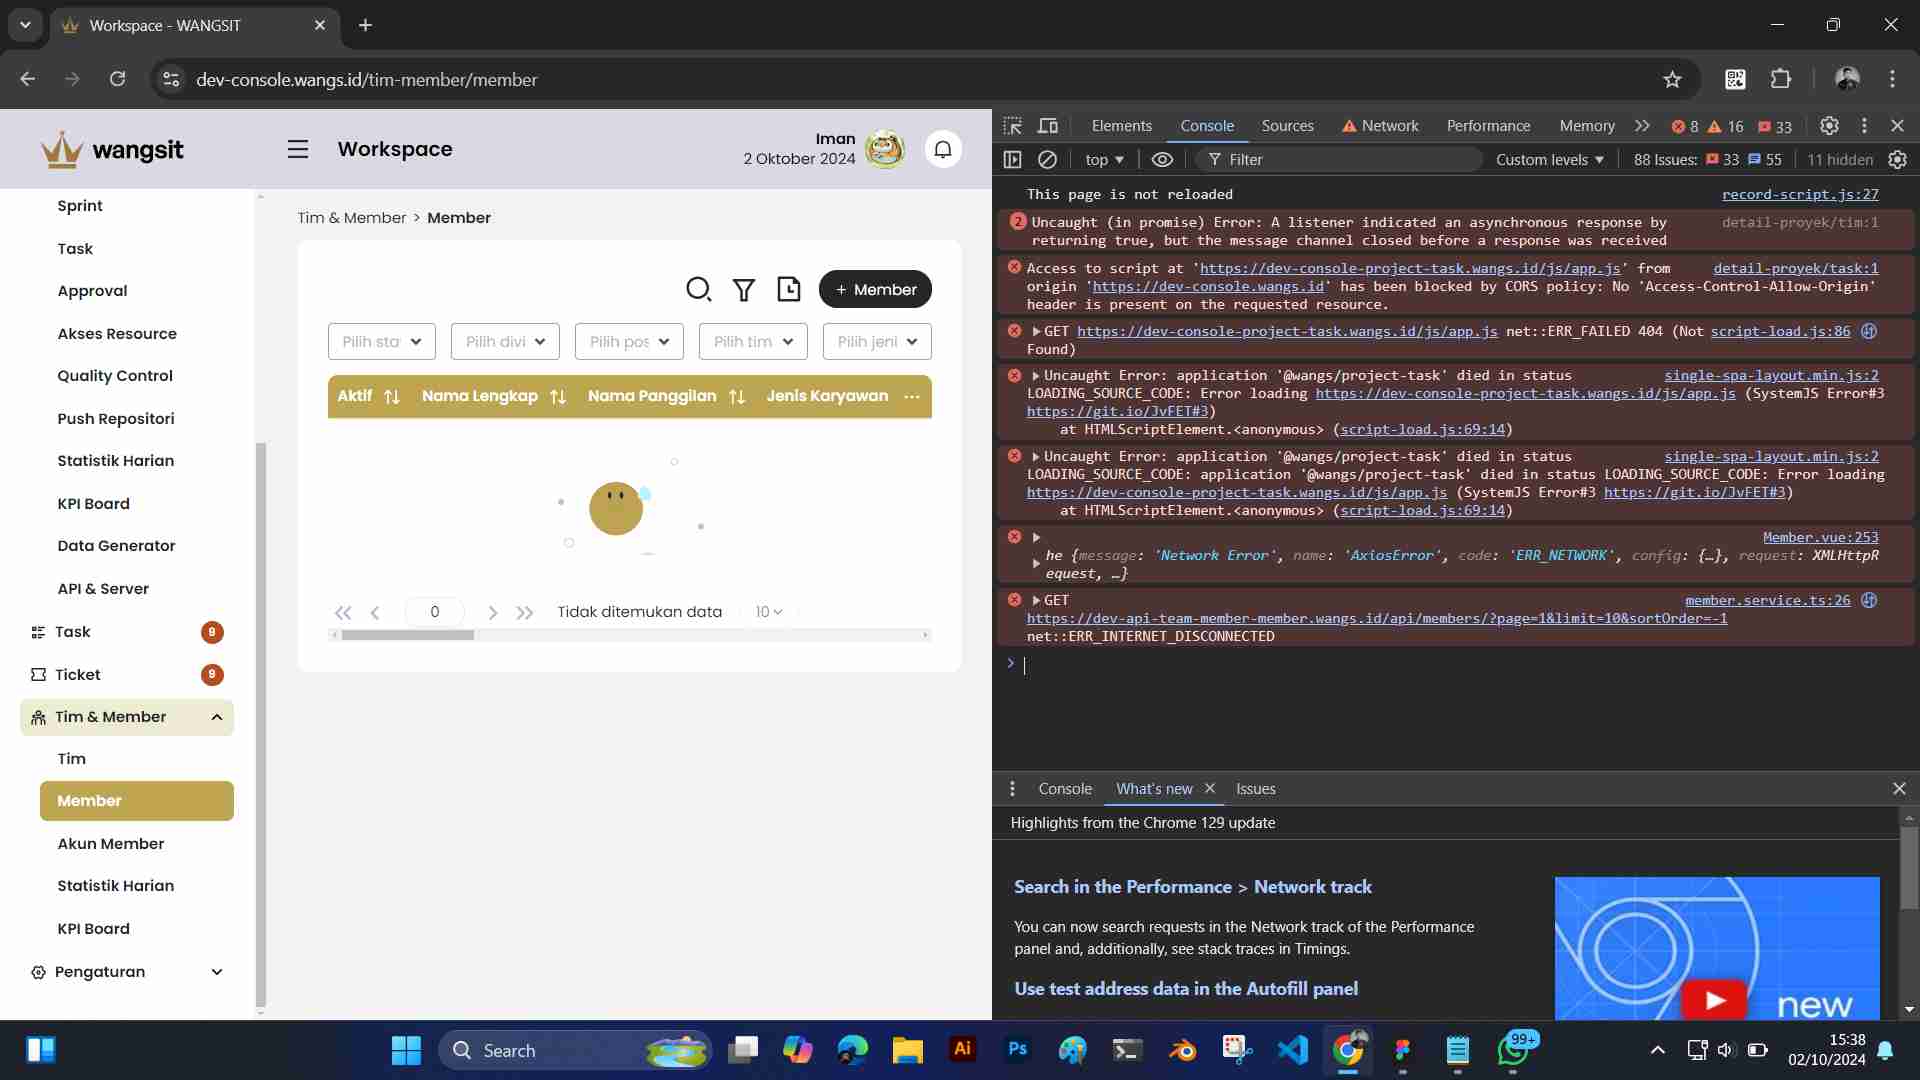 Workspace - WANGSIT
dev-console.wangs.id/tim-member/member
wangsit
Workspace
Iman
2 Oktober 2024
Sprint
Task
Approval
Akses Resource
Quality Control
Push Repositori
Statistik Harian
KPI Board
Data Generator
API & Server
Task 9
Ticket 9
Tim & Member
Tim
Member
Akun Member
Statistik Harian
KPI Board
Pengaturan
Tim & Member > Member
+ Member
Pilih sta Pilih divi Pilih pos Pilih tim Pilih jeni
Aktif Nama Lengkap Nama Panggilan Jenis Karyawan ...
0 Tidak ditemukan data 10
Elements Console Sources Network Performance Memory 8 16 33
top Filter Custom levels 88 Issues: 33 55 11 hidden
This page is not reloaded record-script.js:27
2 Uncaught (in promise) Error: A listener indicated an asynchronous response by detail-proyek/tim:1
returning true, but the message channel closed before a response was received
Access to script at 'https://dev-console-project-task.wangs.id/js/app.js' from detail-proyek/task:1
origin 'https://dev-console.wangs.id' has been blocked by CORS policy: No 'Access-Control-Allow-Origin'
header is present on the requested resource.
GET https://dev-console-project-task.wangs.id/js/app.js net::ERR_FAILED 404 (Not script-load.js:86
Found)
Uncaught Error: application '@wangs/project-task' died in status single-spa-layout.min.js:2
LOADING_SOURCE_CODE: Error loading https://dev-console-project-task.wangs.id/js/app.js (SystemJS Error#3
https://git.io/JvFET#3)
at HTMLScriptElement.<anonymous> (script-load.js:69:14)
Uncaught Error: application '@wangs/project-task' died in status single-spa-layout.min.js:2
LOADING_SOURCE_CODE: application '@wangs/project-task' died in status LOADING_SOURCE_CODE: Error loading
https://dev-console-project-task.wangs.id/js/app.js (SystemJS Error#3 https://git.io/JvFET#3)
at HTMLScriptElement.<anonymous> (script-load.js:69:14)
Member.vue:253
he {message: 'Network Error', name: 'AxiosError', code: 'ERR_NETWORK', config: {…}, request: XMLHttpR
equest, …}
GET member.service.ts:26
https://dev-api-team-member-member.wangs.id/api/members/?page=1&limit=10&sortOrder=-1
net::ERR_INTERNET_DISCONNECTED
Console What's new Issues
Highlights from the Chrome 129 update
Search in the Performance > Network track
You can now search requests in the Network track of the Performance
panel and, additionally, see stack traces in Timings.
Use test address data in the Autofill panel
new
Search
Ai
Ps
99+
15:38
02/10/2024